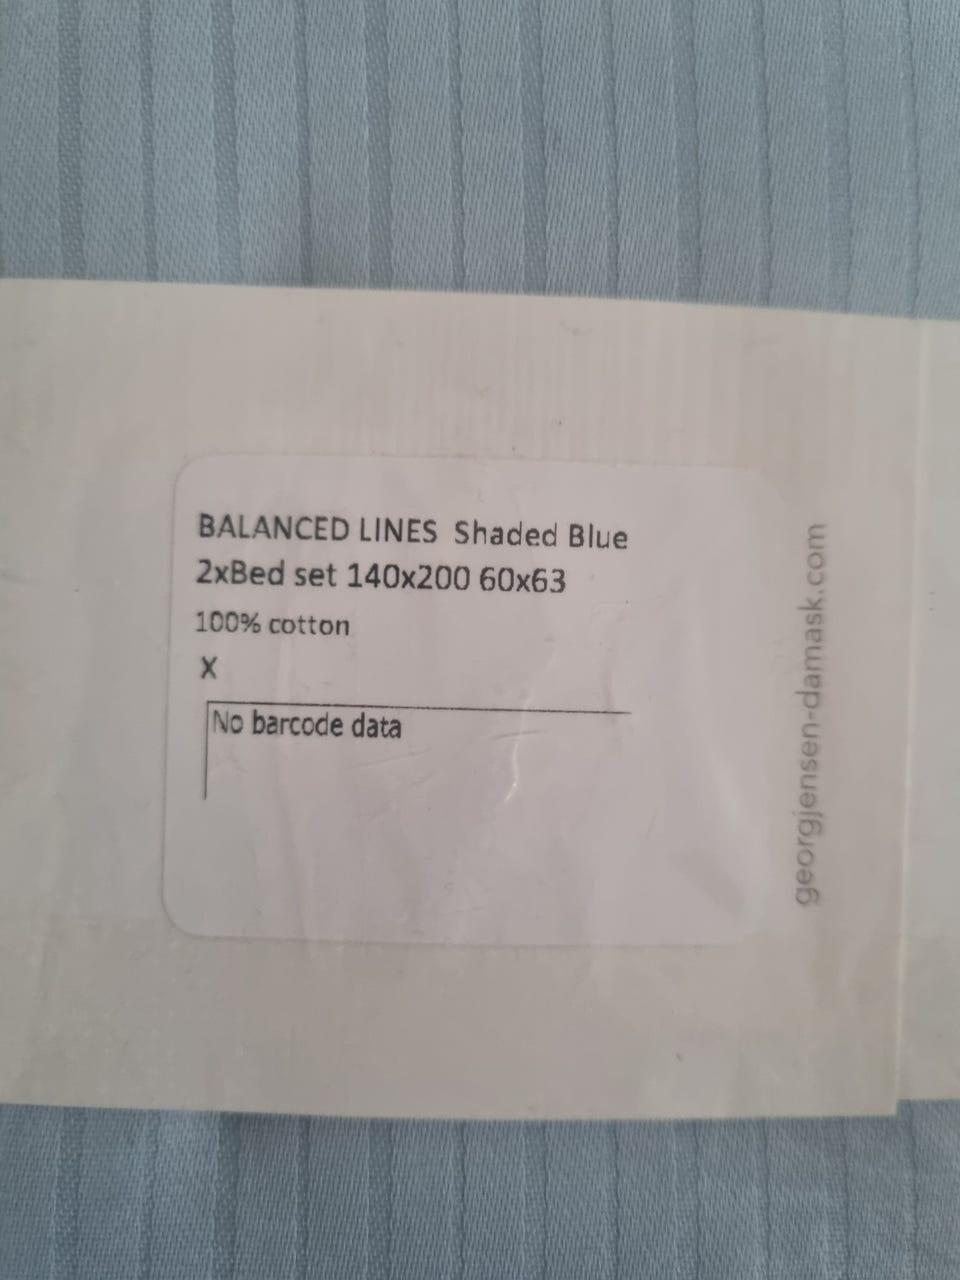 BALANCED LINES Shaded Blue
2xBed set 140x200 60x63
100% cotton
X
No barcode data
georgjensen-damask.com